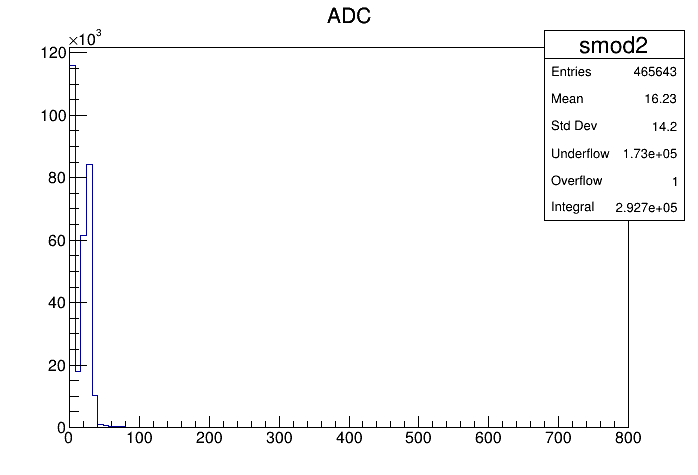 ADC
×10³
smod2
Entries 465643
Mean 16.23
Std Dev 14.2
Underflow 1.73e+05
Overflow 1
Integral 2.927e+05
120
100
80
60
40
20
0
0 100 200 300 400 500 600 700 800